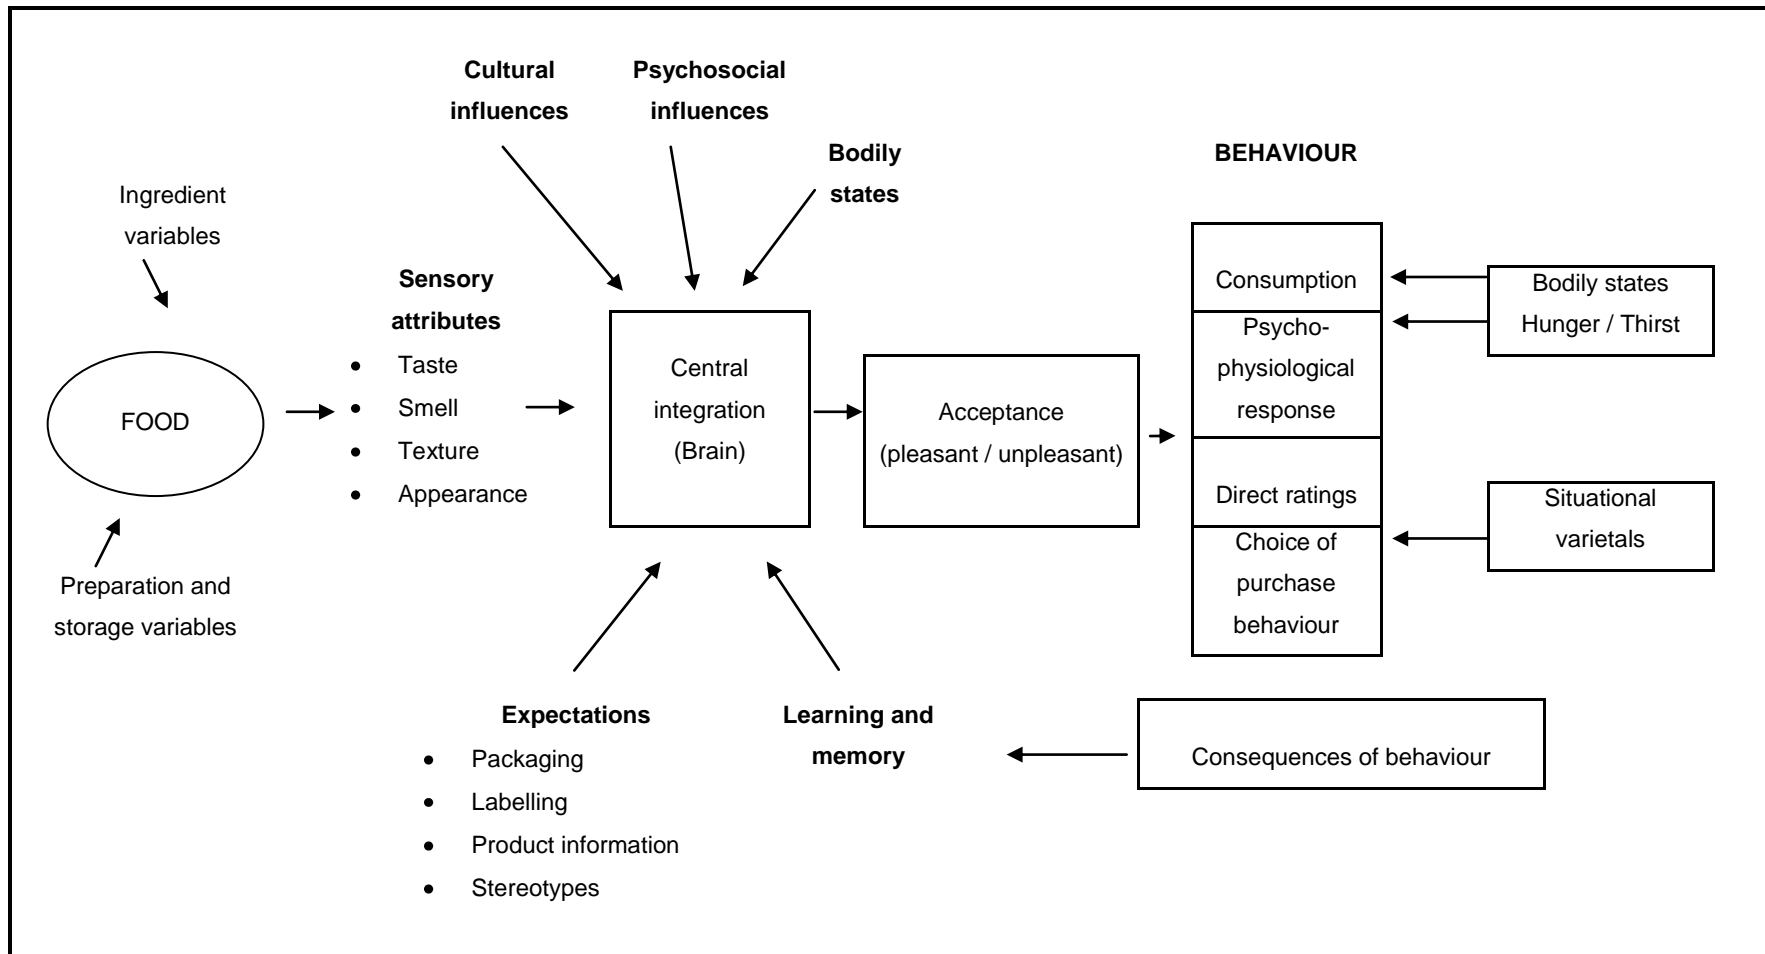 Cultural
influences
Psychosocial
influences
Bodily
states
BEHAVIOUR
Ingredient
variables
FOOD
Preparation and
storage variables
Sensory
attributes
• Taste
• Smell
• Texture
• Appearance
Central
integration
(Brain)
Acceptance
(pleasant / unpleasant)
Consumption
Psycho-
physiological
response
Direct ratings
Choice of
purchase
behaviour
Bodily states
Hunger / Thirst
Situational
varietals
Expectations
• Packaging
• Labelling
• Product information
• Stereotypes
Learning and
memory
Consequences of behaviour